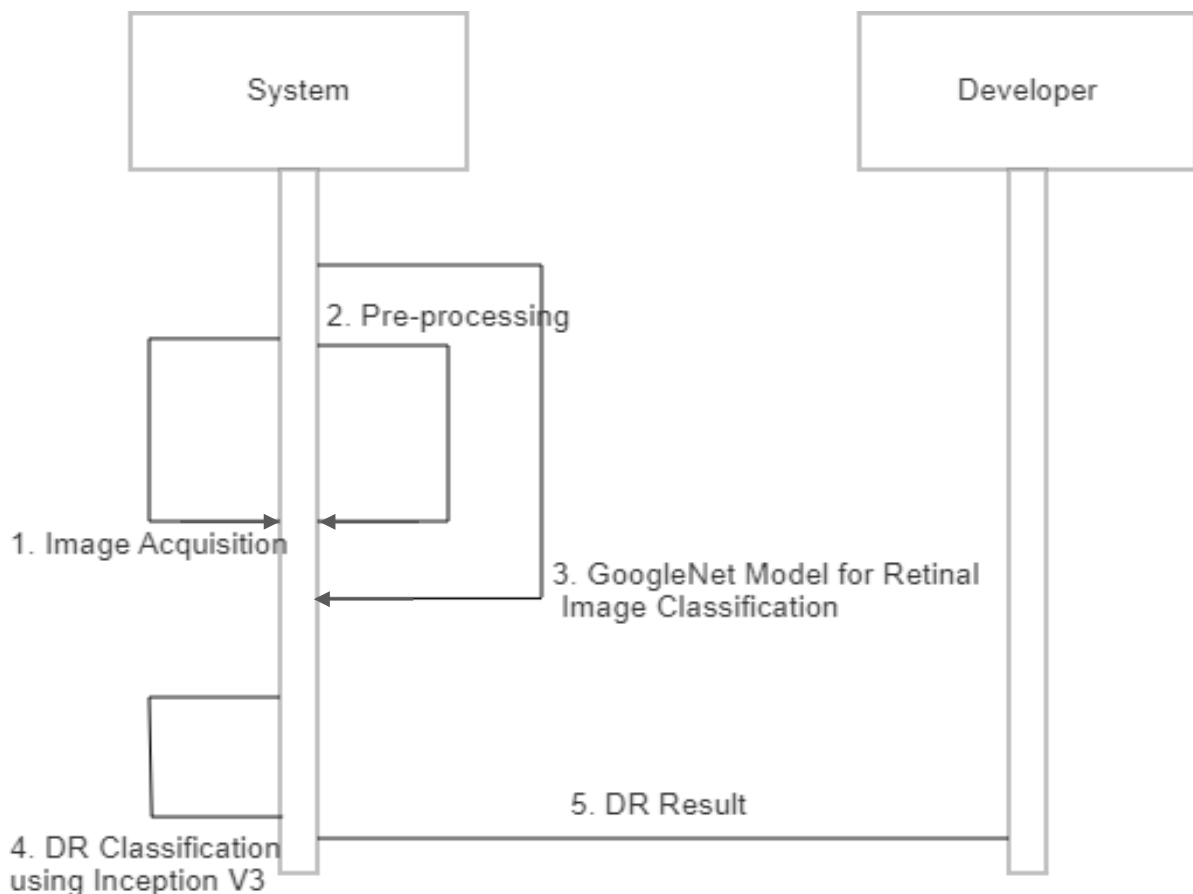 System
Developer
2. Pre-processing
1. Image Acquisition
3. GoogleNet Model for Retinal
Image Classification
5. DR Result
4. DR Classification
using Inception V3